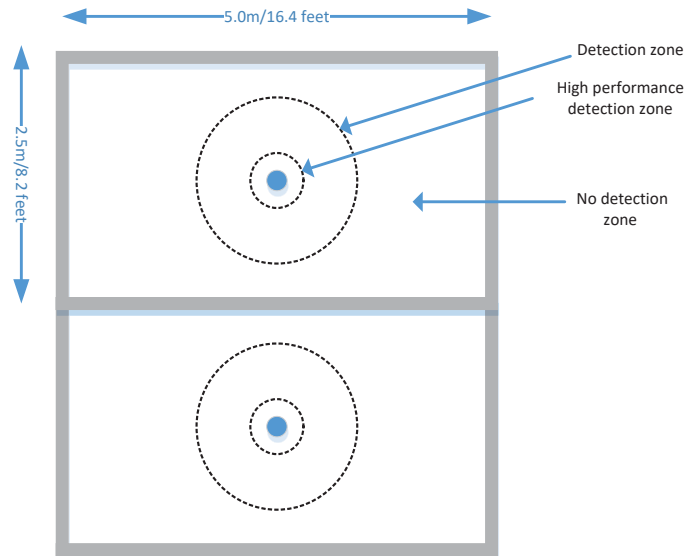 5.0m/16.4 feet
Detection zone
High performance
detection zone
2.5m/8.2 feet
No detection
zone